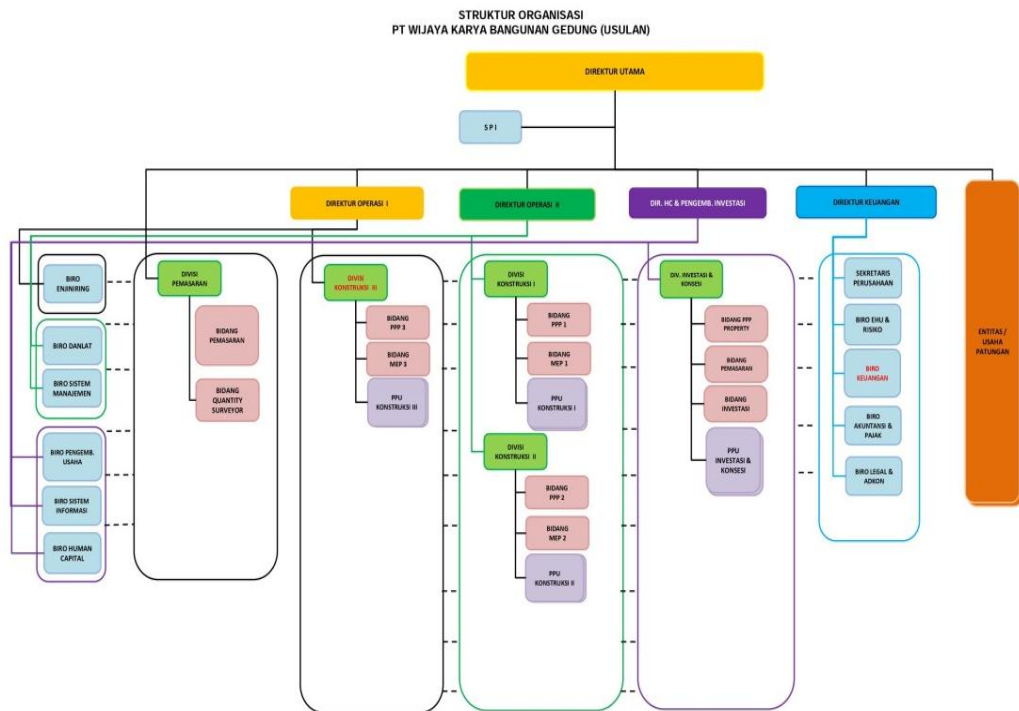 STRUKTUR ORGANISASI
PT WIJAYA KARYA BANGUNAN GEDUNG (USULAN)
DIREKTUR UTAMA
S P I
DIREKTUR OPERASI I
DIREKTUR OPERASI II
DIR. HC & PENGEMB. INVESTASI
DIREKTUR KEUANGAN
BIRO
ENJINIRING
BIRO DANLAT
BIRO SISTEM
MANAJEMEN
BIRO PENGEMB.
USAHA
BIRO SISTEM
INFORMASI
BIRO HUMAN
CAPITAL
DIVISI
PEMASARAN
BIDANG
PEMASARAN
BIDANG
QUANTITY
SURVEYOR
DIVISI
KONSTRUKSI III
BIDANG
PPP 3
BIDANG
MEP 3
PPU
KONSTRUKSI III
DIVISI
KONSTRUKSI I
BIDANG
PPP 1
BIDANG
MEP 1
PPU
KONSTRUKSI I
DIVISI
KONSTRUKSI II
BIDANG
PPP 2
BIDANG
MEP 2
PPU
KONSTRUKSI II
DIV. INVESTASI &
KONSESI
BIDANG PPP
PROPERTY
BIDANG
PEMASARAN
BIDANG
INVESTASI
PPU
INVESTASI &
KONSESI
SEKRETARIS
PERUSAHAAN
BIRO EHU &
RISIKO
BIRO
KEUANGAN
BIRO
AKUNTANSI
& PAJAK
BIRO LEGAL &
ADKON
ENTITAS /
USAHA
PATUNGAN